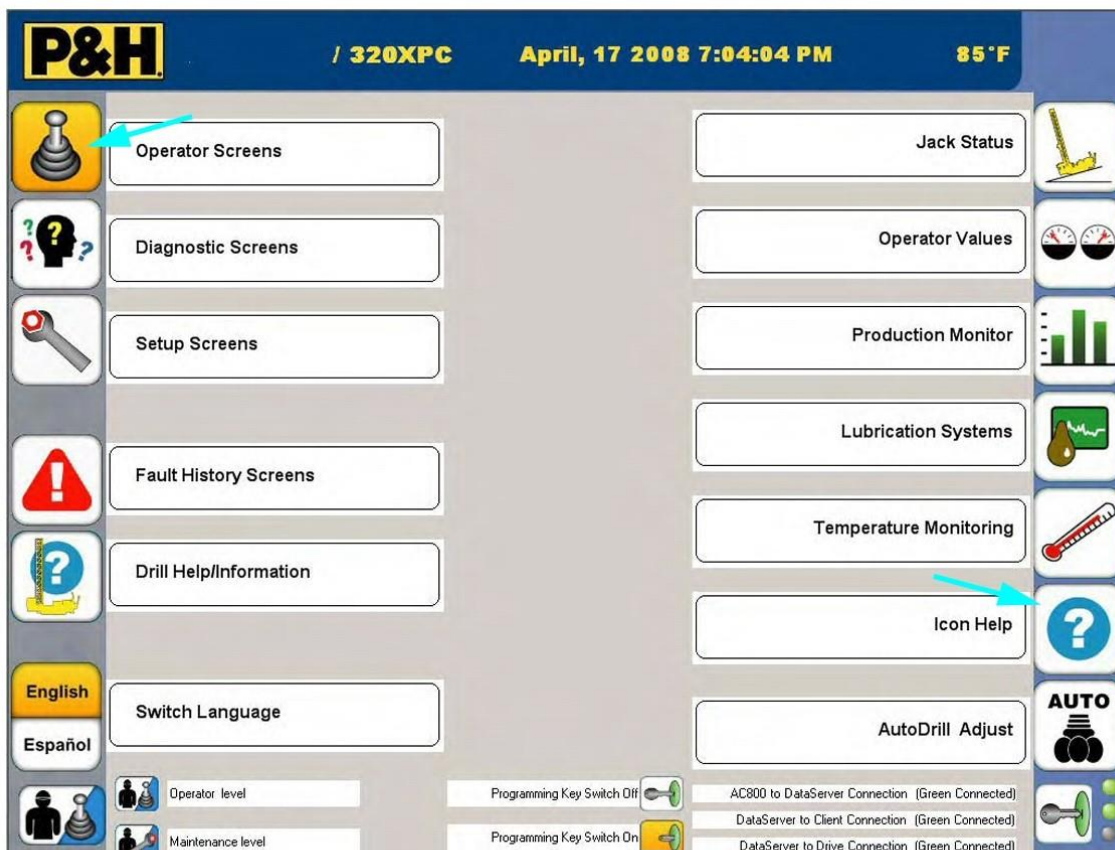 P&H
/ 320XPC
April, 17 2008 7:04:04 PM
85°F
Operator Screens
Jack Status
Diagnostic Screens
Operator Values
Setup Screens
Production Monitor
Lubrication Systems
Fault History Screens
Temperature Monitoring
Drill Help/Information
Icon Help
English
Switch Language
Español
AutoDrill Adjust
AUTO
Operator level
Programming Key Switch Off
AC800 to DataServer Connection (Green Connected)
DataServer to Client Connection (Green Connected)
Maintenance level
Programming Key Switch On
DataServer to Drive Connection (Green Connected)